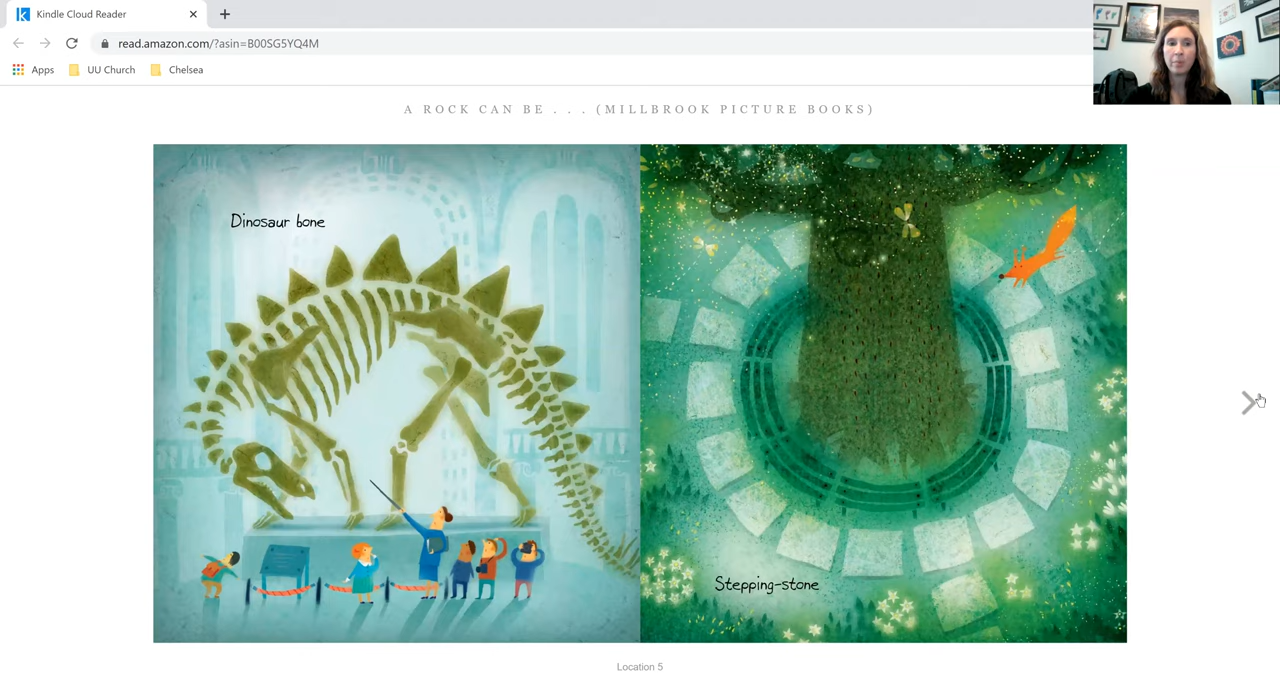 Kindle Cloud Reader
read.amazon.com/?asin=B00SG5YQ4M
Apps
UU Church
Chelsea
A ROCK CAN BE . . . (MILLBROOK PICTURE BOOKS)
Dinosaur bone
Stepping-stone
Location 5